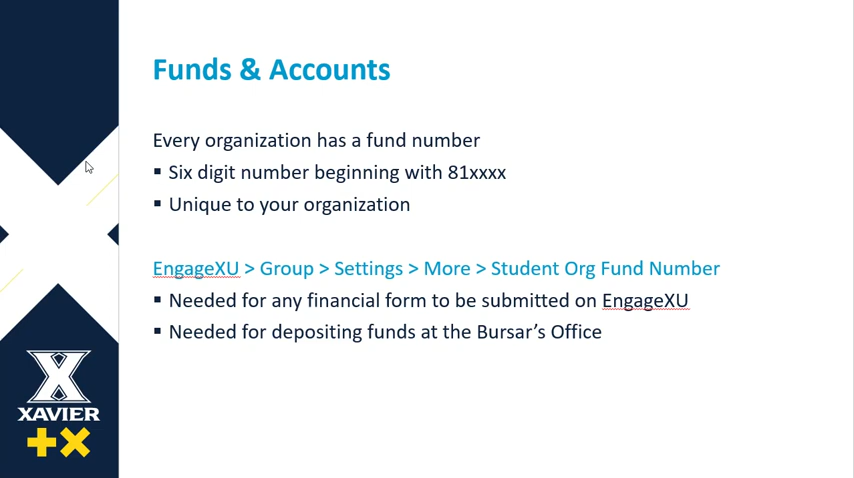 Funds & Accounts
Every organization has a fund number
▪ Six digit number beginning with 81xxxx
▪ Unique to your organization
EngageXU > Group > Settings > More > Student Org Fund Number
▪ Needed for any financial form to be submitted on EngageXU
▪ Needed for depositing funds at the Bursar’s Office
X
XAVIER